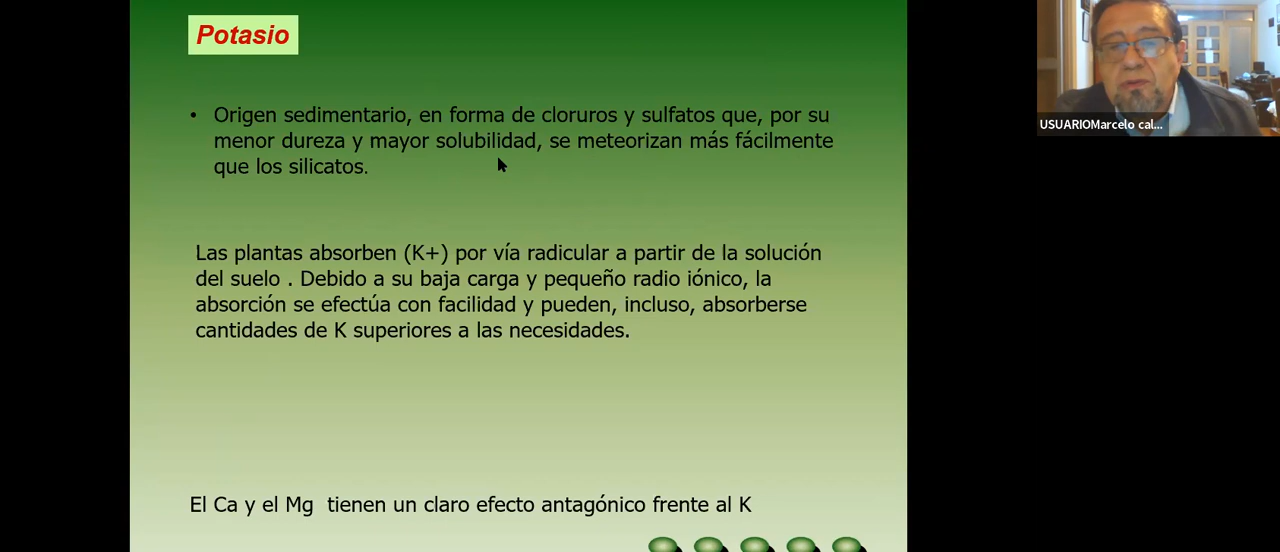 Potasio
• Origen sedimentario, en forma de cloruros y sulfatos que, por su
menor dureza y mayor solubilidad, se meteorizan más fácilmente
que los silicatos.
Las plantas absorben (K+) por vía radicular a partir de la solución
del suelo . Debido a su baja carga y pequeño radio iónico, la
absorción se efectúa con facilidad y pueden, incluso, absorberse
cantidades de K superiores a las necesidades.
El Ca y el Mg  tienen un claro efecto antagónico frente al K
USUARIOMarcelo cal...